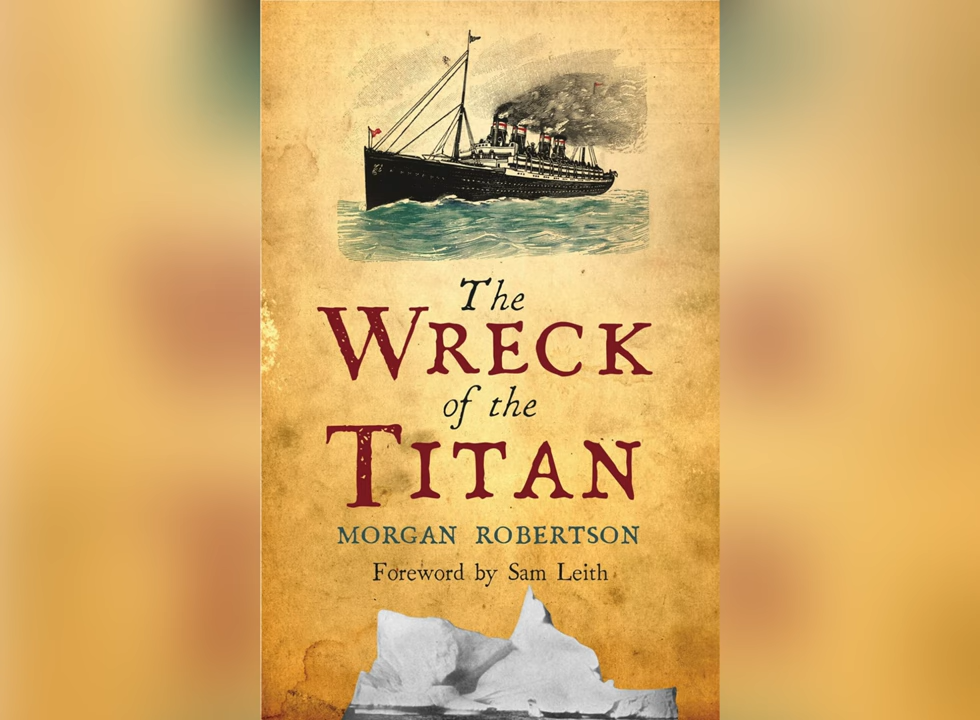 The
WRECK
of the
TITAN
MORGAN ROBERTSON
Foreword by Sam Leith